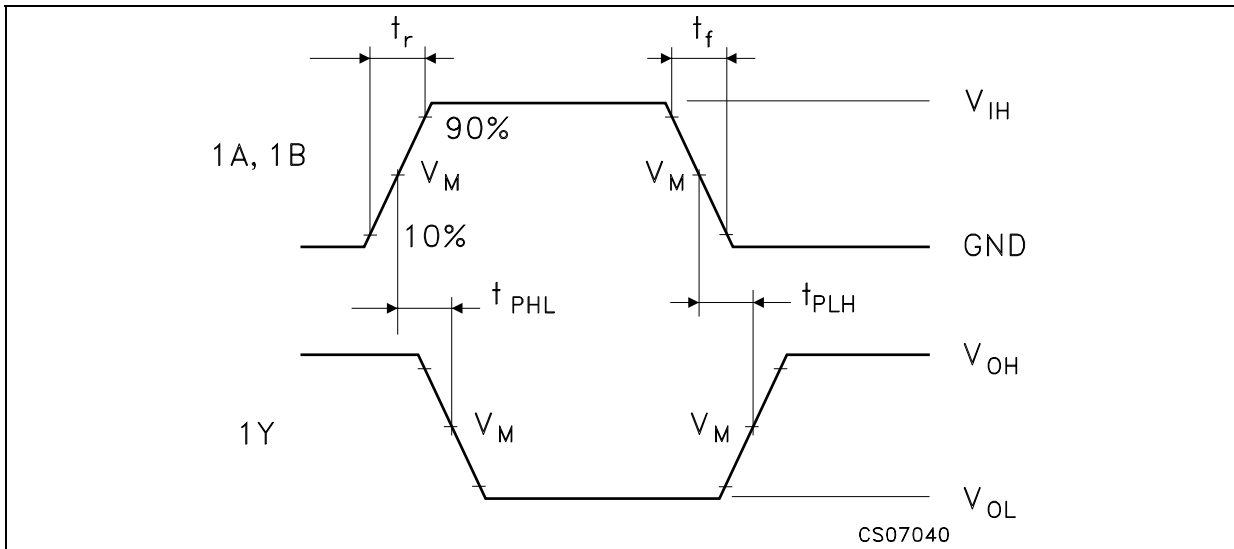 tr tf
VIH
90%
1A, 1B
VM VM
10%
GND
tPHL tPLH
VOH
1Y
VM VM
VOL
CS07040